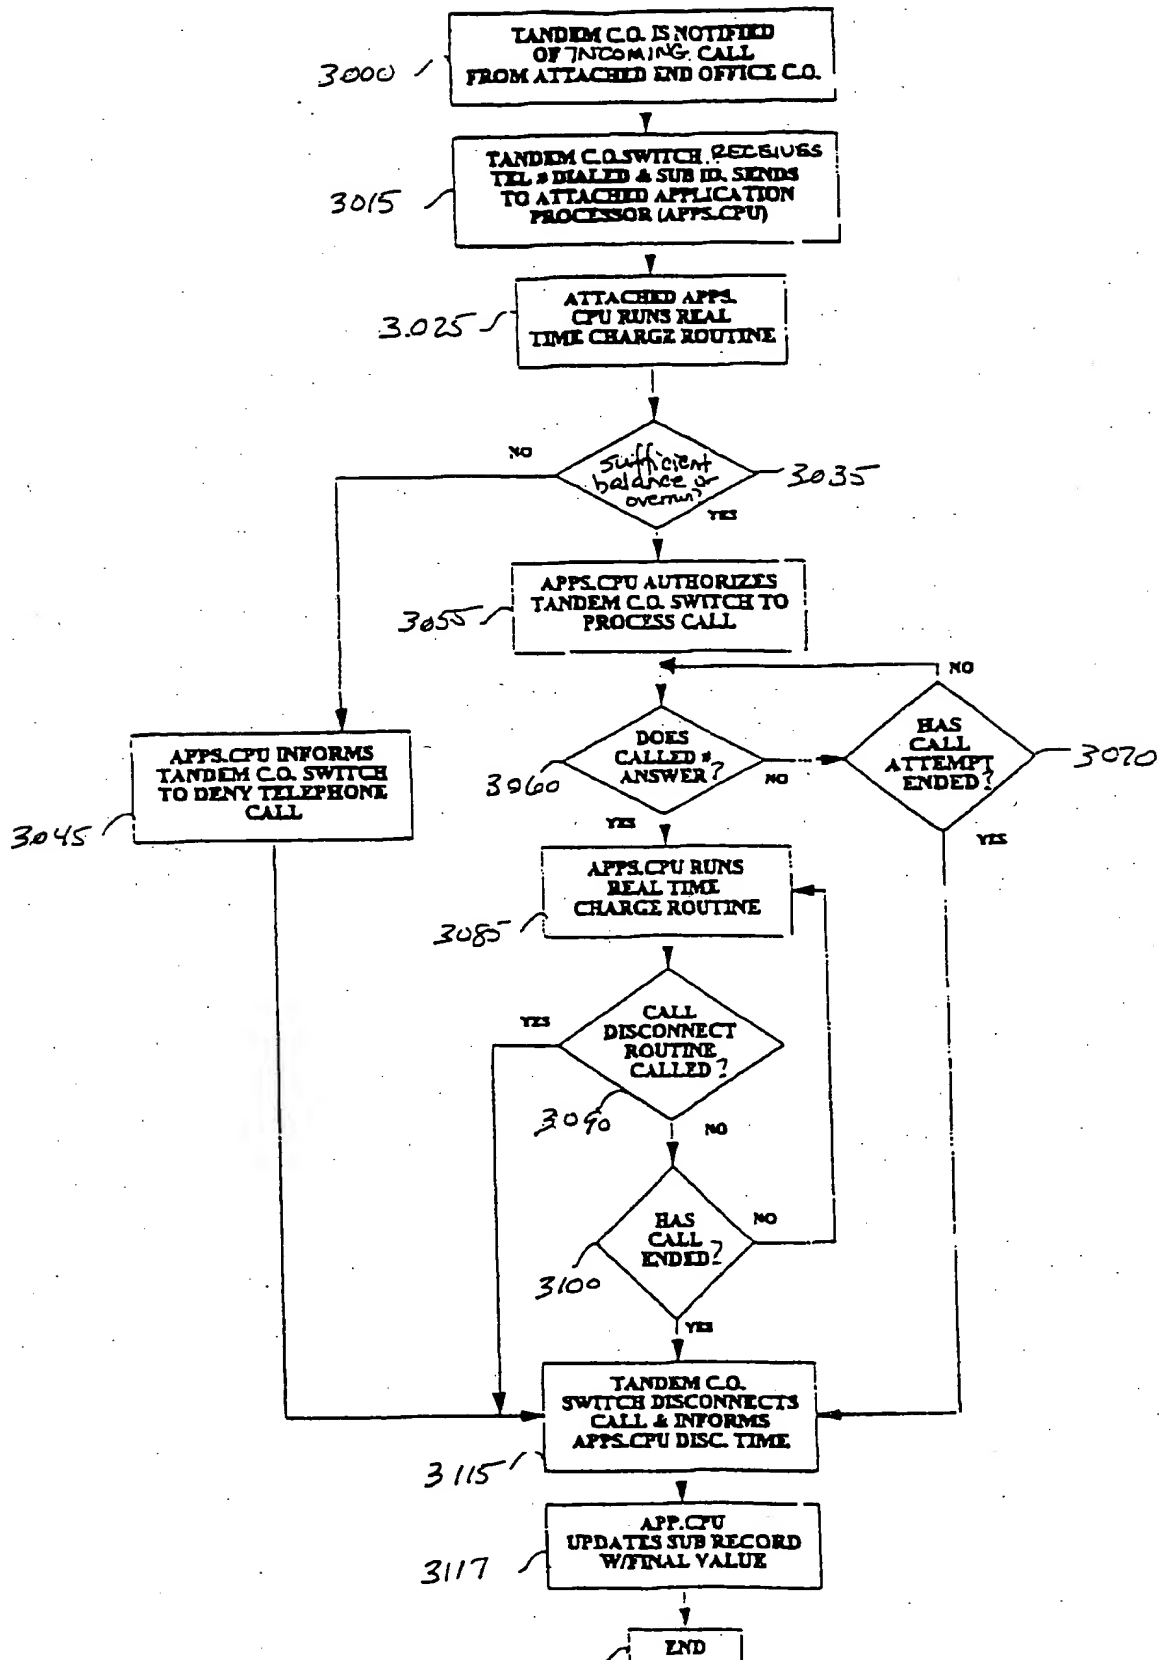 TANDEM C.O. IS NOTIFIED
OF INCOMING CALL
FROM ATTACHED END OFFICE C.O.
3000
TANDEM C.O.SWITCH RECEIVES
TEL # DIALED & SUB ID. SENDS
TO ATTACHED APPLICATION
PROCESSOR (APPS.CPU)
3015
ATTACHED APPS.
CPU RUNS REAL
TIME CHARGE ROUTINE
3025
NO
Sufficient
balance or
overrun?
3035
YES
APPS.CPU AUTHORIZES
TANDEM C.O. SWITCH TO
PROCESS CALL
3055
NO
DOES
CALLED #
ANSWER?
3060
NO
HAS
CALL
ATTEMPT
ENDED?
3070
YES
YES
APPS.CPU INFORMS
TANDEM C.O. SWITCH
TO DENY TELEPHONE
CALL
3045
APPS.CPU RUNS
REAL TIME
CHARGE ROUTINE
3085
YES
CALL
DISCONNECT
ROUTINE
CALLED?
3090
NO
HAS
CALL
ENDED?
NO
3100
YES
TANDEM C.O.
SWITCH DISCONNECTS
CALL & INFORMS
APPS.CPU DISC. TIME
3115
APP.CPU
UPDATES SUB RECORD
W/FINAL VALUE
3117
END